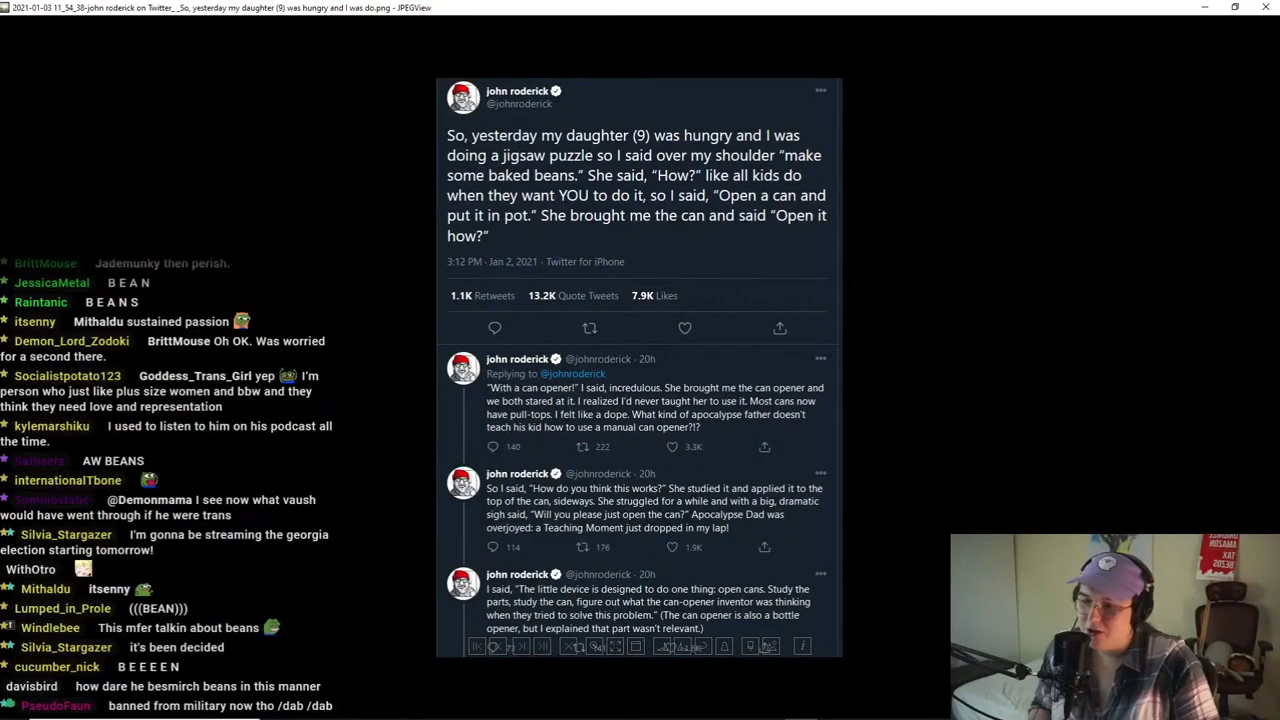 2021-01-03 11_54_38-john roderick on Twitter_ _So, yesterday my daughter (9) was hungry and I was do.png - JPEGView
john roderick
@johnroderick
So, yesterday my daughter (9) was hungry and I was
doing a jigsaw puzzle so I said over my shoulder “make
some baked beans.” She said, “How?” like all kids do
when they want YOU to do it, so I said, “Open a can and
put it in pot.” She brought me the can and said “Open it
how?”
3:12 PM · Jan 2, 2021 · Twitter for iPhone
1.1K Retweets 13.2K Quote Tweets 7.9K Likes
john roderick @johnroderick · 20h
Replying to @johnroderick
“With a can opener!” I said, incredulous. She brought me the can opener and
we both stared at it. I realized I’d never taught her to use it. Most cans now
have pull-tops. I felt like a dope. What kind of apocalypse father doesn’t
teach his kid how to use a manual can opener?!?
140 222 3.3K
john roderick @johnroderick · 20h
So I said, “How do you think this works?” She studied it and applied it to the
top of the can, sideways. She struggled for a while and with a big, dramatic
sigh said, “Will you please just open the can?” Apocalypse Dad was
overjoyed: a Teaching Moment just dropped in my lap!
114 176 1.9K
john roderick @johnroderick · 20h
I said, “The little device is designed to do one thing: open cans. Study the
parts, study the can, figure out what the can-opener inventor was thinking
when they tried to solve this problem.” (The can opener is also a bottle
opener, but I explained that part wasn’t relevant.)
BrittMouse Jademunky then perish.
JessicaMetal B E A N
Raintanic B E A N S
itsenny Mithaldu sustained passion
Demon_Lord_Zodoki BrittMouse Oh OK. Was worried
for a second there.
Socialistpotato123 Goddess_Trans_Girl yep I'm
person who just like plus size women and bbw and they
think they need love and representation
kylemarshiku I used to listen to him on his podcast all
the time.
Sathaerz AW BEANS
internationalTbone
Somniostatic @Demonmama I see now what vaush
would have went through if he were trans
Silvia_Stargazer I'm gonna be streaming the georgia
election starting tomorrow!
WithOtro
Mithaldu itsenny
Lumped_in_Prole (((BEAN)))
Windlebee This mfer talkin about beans
Silvia_Stargazer it's been decided
cucumber_nick B E E E E N
davisbird how dare he besmirch beans in this manner
PseudoFaun banned from military now tho /dab /dab
AMAZON
TAX
BEZOS